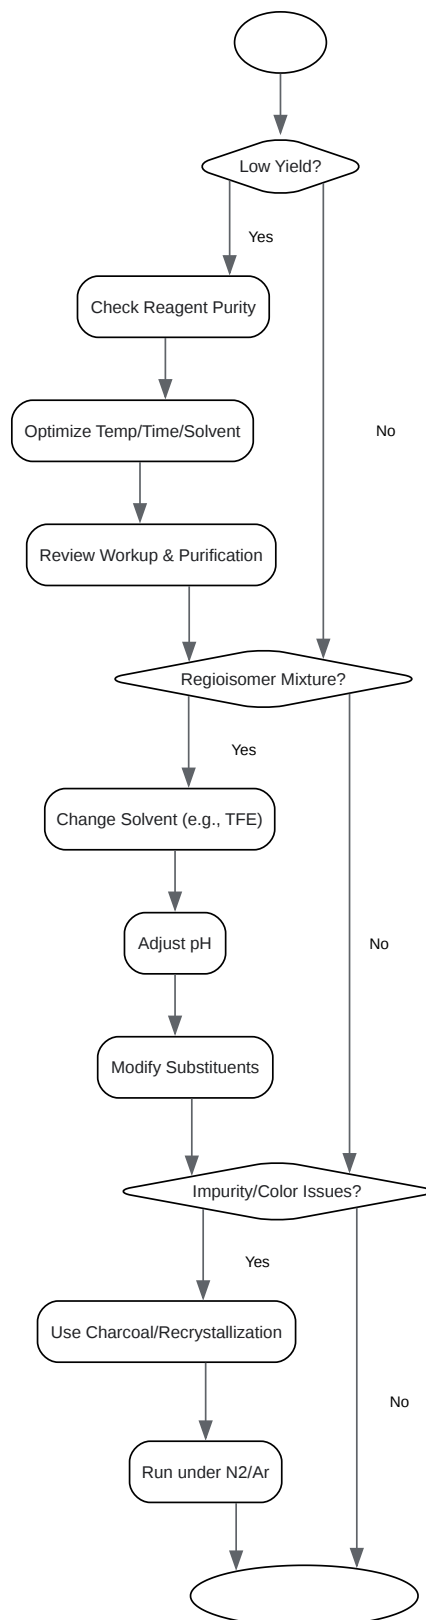 Low Yield?
Yes
Check Reagent Purity
Optimize Temp/Time/Solvent
No
Review Workup & Purification
Regioisomer Mixture?
Yes
Change Solvent (e.g., TFE)
Adjust pH
No
Modify Substituents
Impurity/Color Issues?
Yes
Use Charcoal/Recrystallization
No
Run under N2/Ar